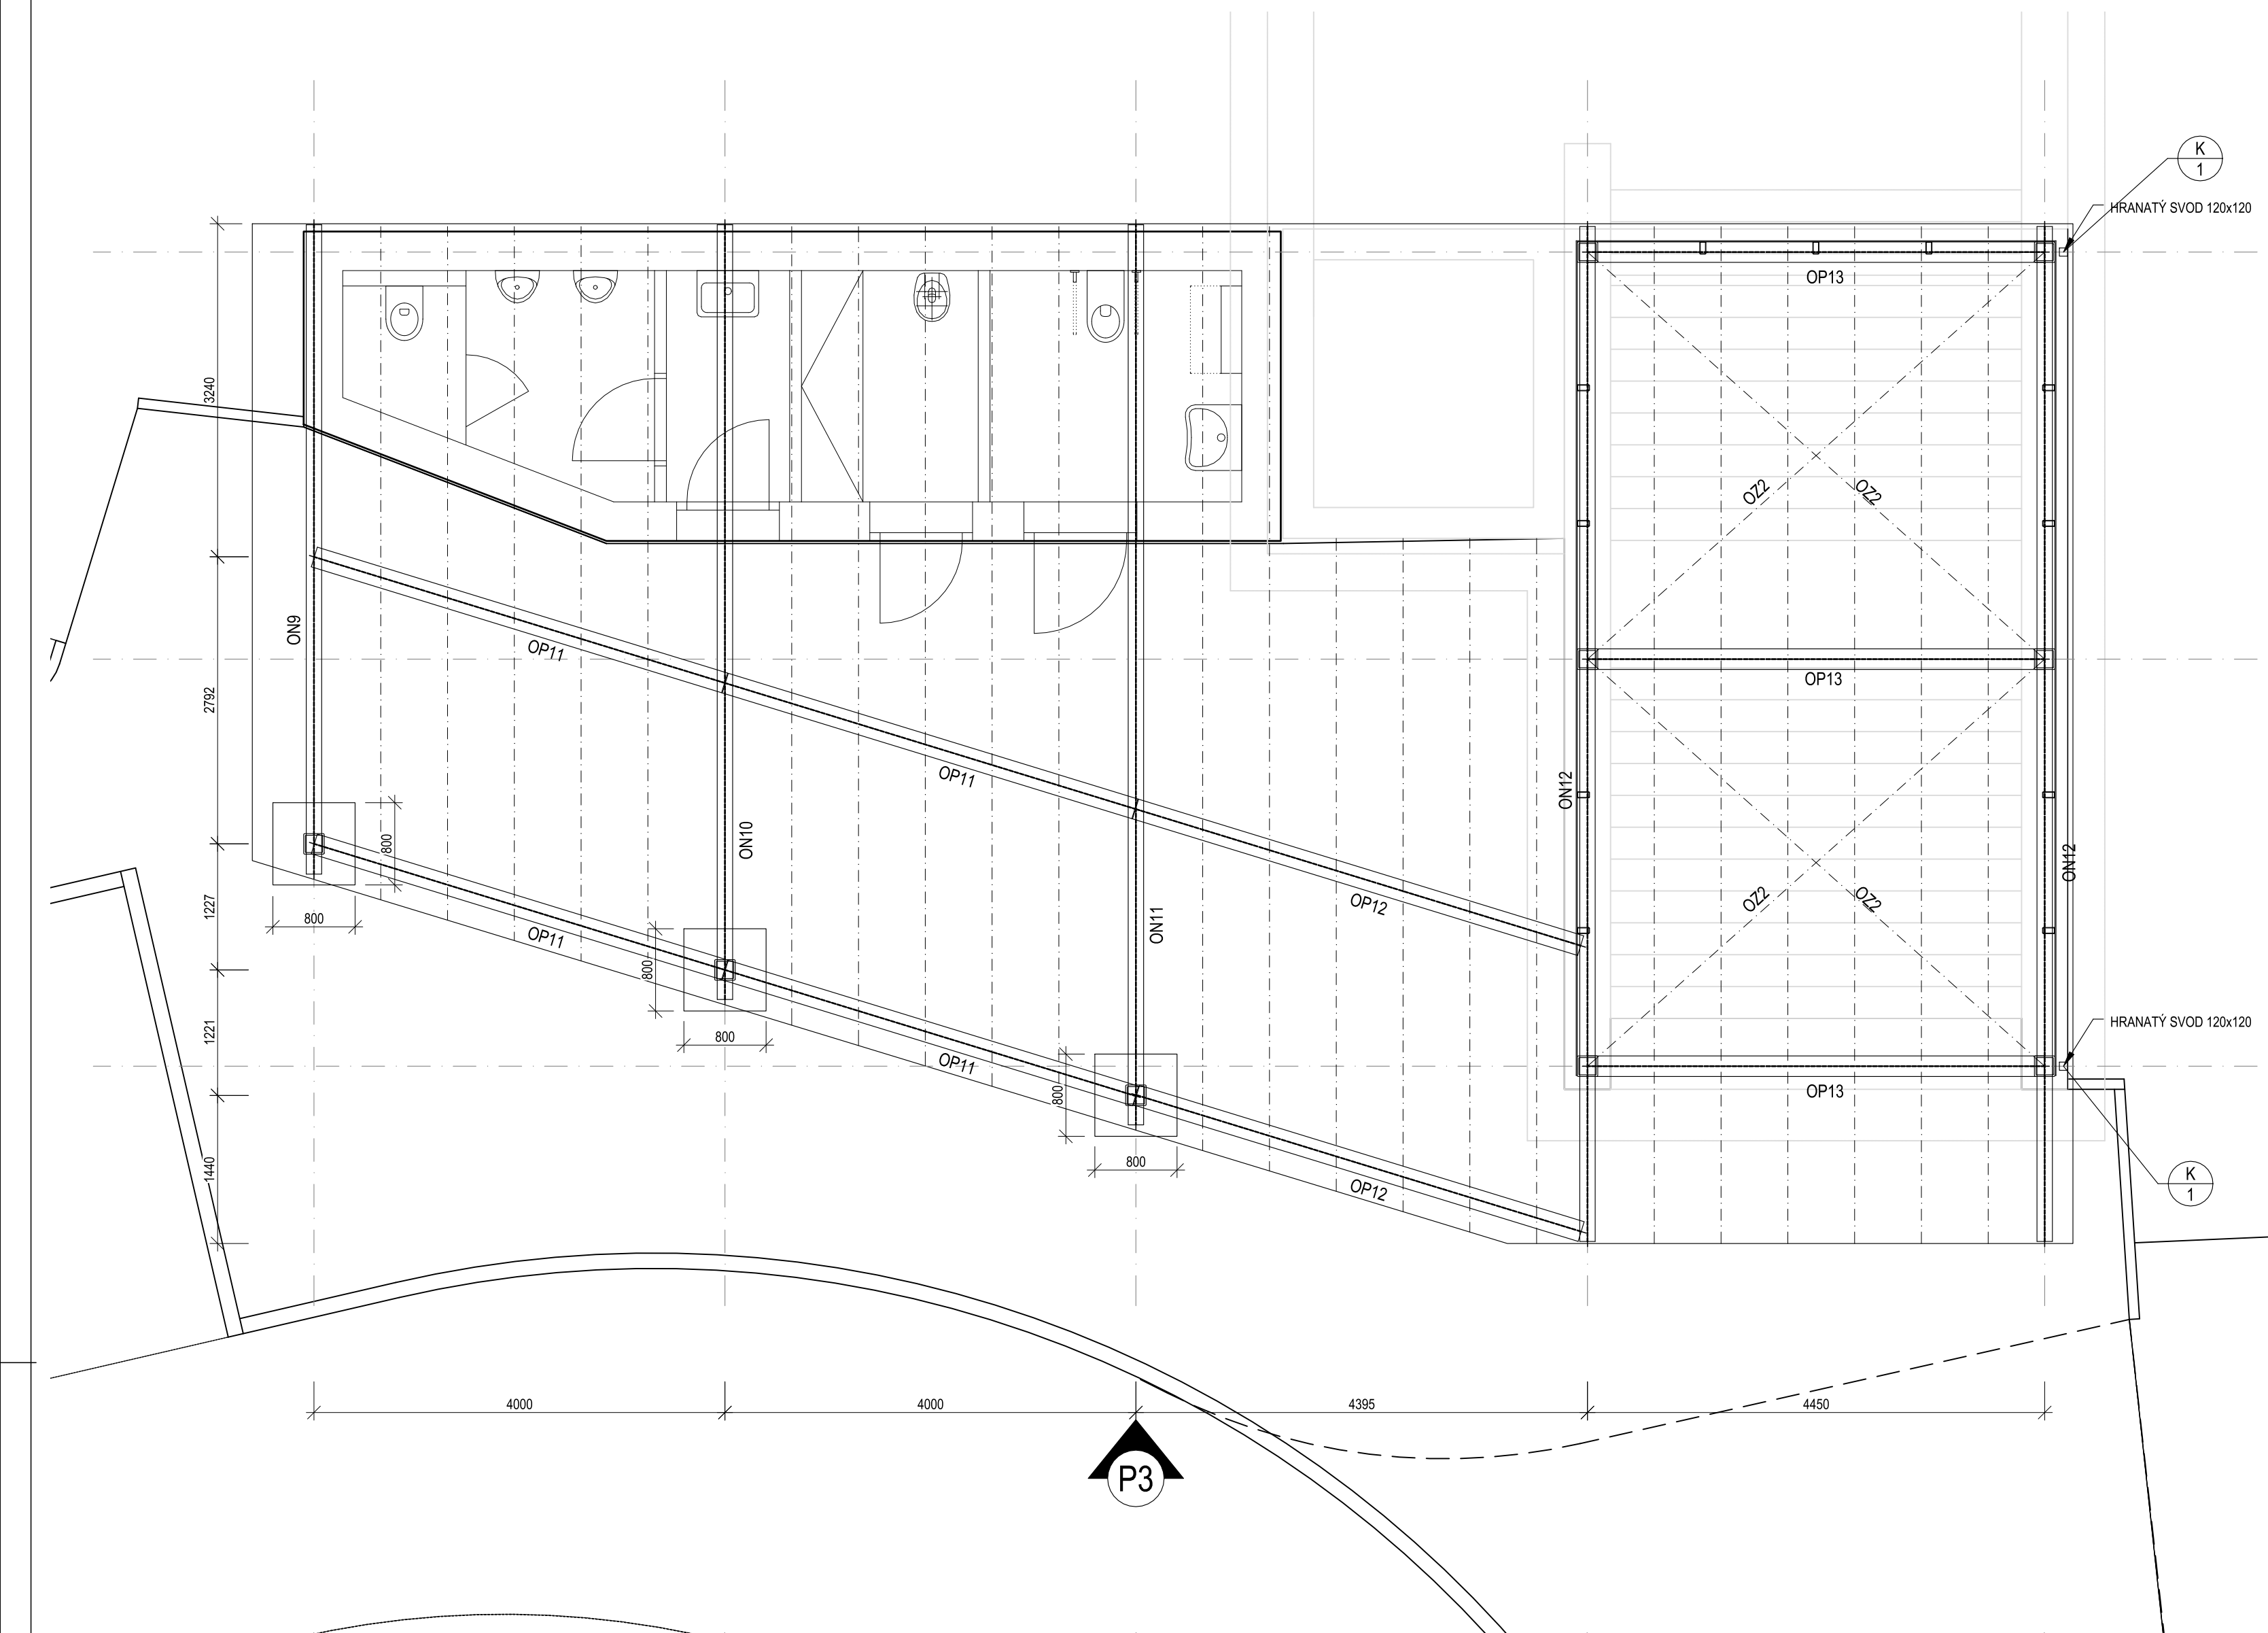 K
1
HRANATÝ SVOD 120x120
OP13
3240
OZ2
OZ2
ON9
OP11
OP13
2792
OP11
ON12
800
ON10
ON12
OZ2
OZ2
OP12
1227
800
OP11
ON11
800
HRANATÝ SVOD 120x120
1221
800
OP11
800
OP13
1440
800
OP12
K
1
4000
4000
4395
4450
P3